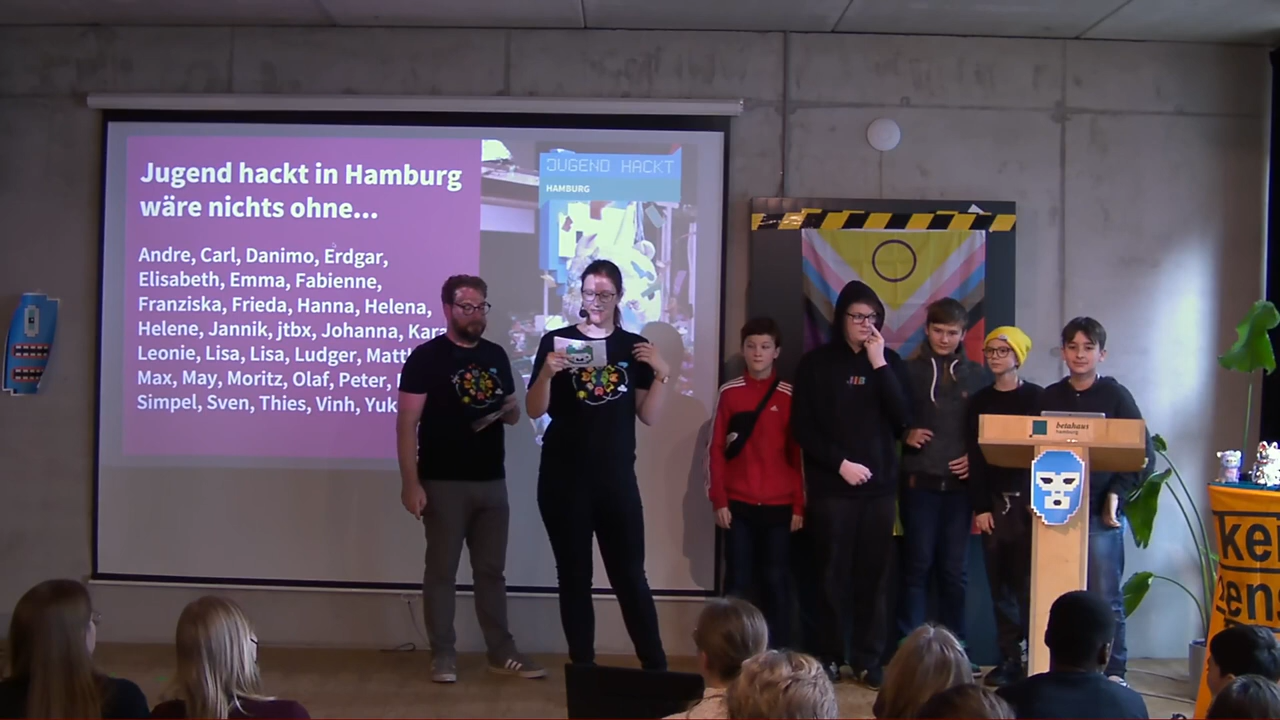 Jugend hackt in Hamburg
wäre nichts ohne...
Andre, Carl, Danimo, Erdgar,
Elisabeth, Emma, Fabienne,
Franziska, Frieda, Hanna, Helena,
Helene, Jannik, jtbx, Johanna,
Leonie, Lisa, Lisa, Ludger,
Max, May, Moritz, Olaf, Peter,
Simpel, Sven, Thies, Vinh,
JUGEND HACKT
HAMBURG
betahaus
hamburg